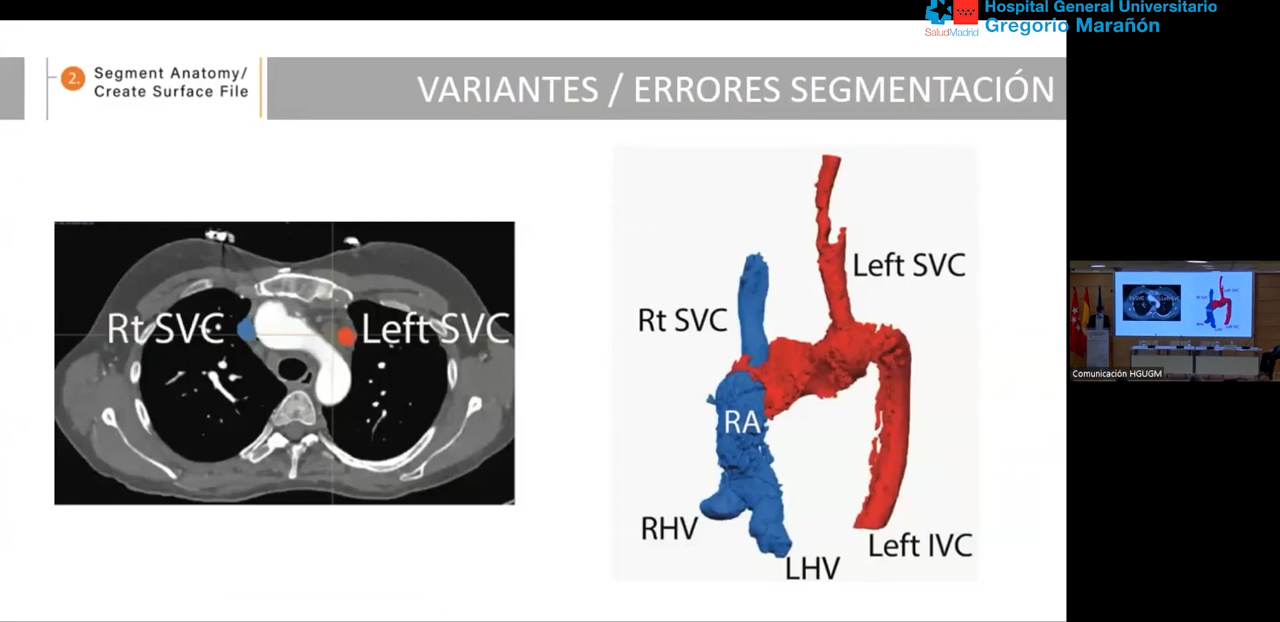 Hospital General Universitario
Gregorio Marañón
SaludMadrid
2.
Segment Anatomy/
Create Surface File
VARIANTES / ERRORES SEGMENTACIÓN
Rt SVC
Left SVC
Left SVC
Rt SVC
RA
RHV
LHV
Left IVC
Comunicación HGUGM